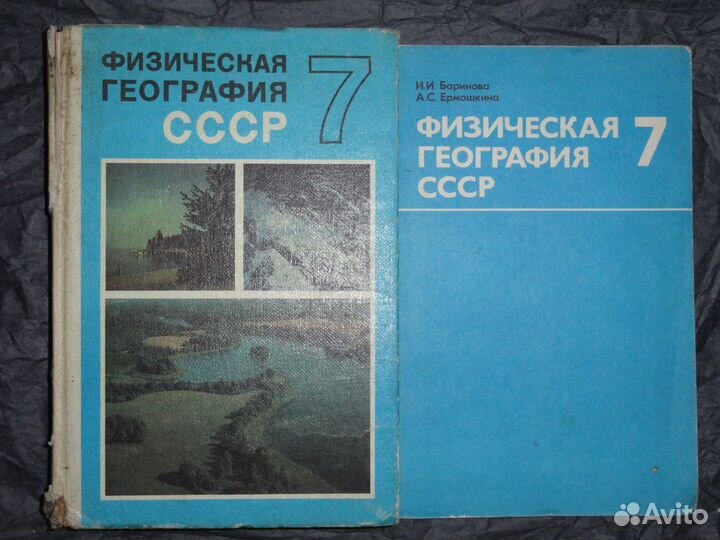 ФИЗИЧЕСКАЯ
ГЕОГРАФИЯ
СССР
7
И.И. Баринова
А.С. Ермошкина
ФИЗИЧЕСКАЯ
ГЕОГРАФИЯ 7
СССР
Avito